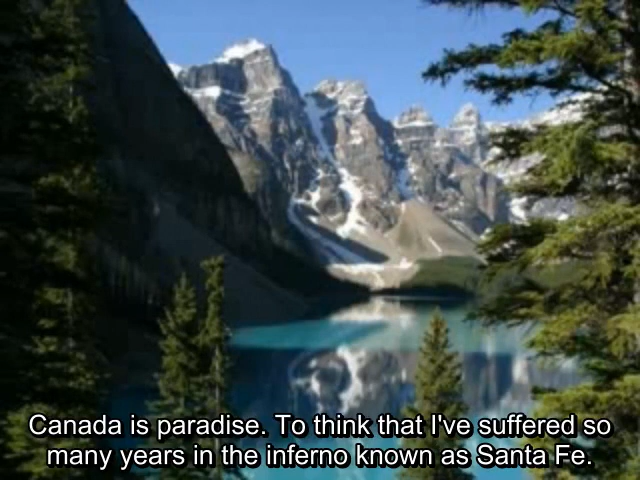 Canada is paradise. To think that I've suffered so
many years in the inferno known as Santa Fe.